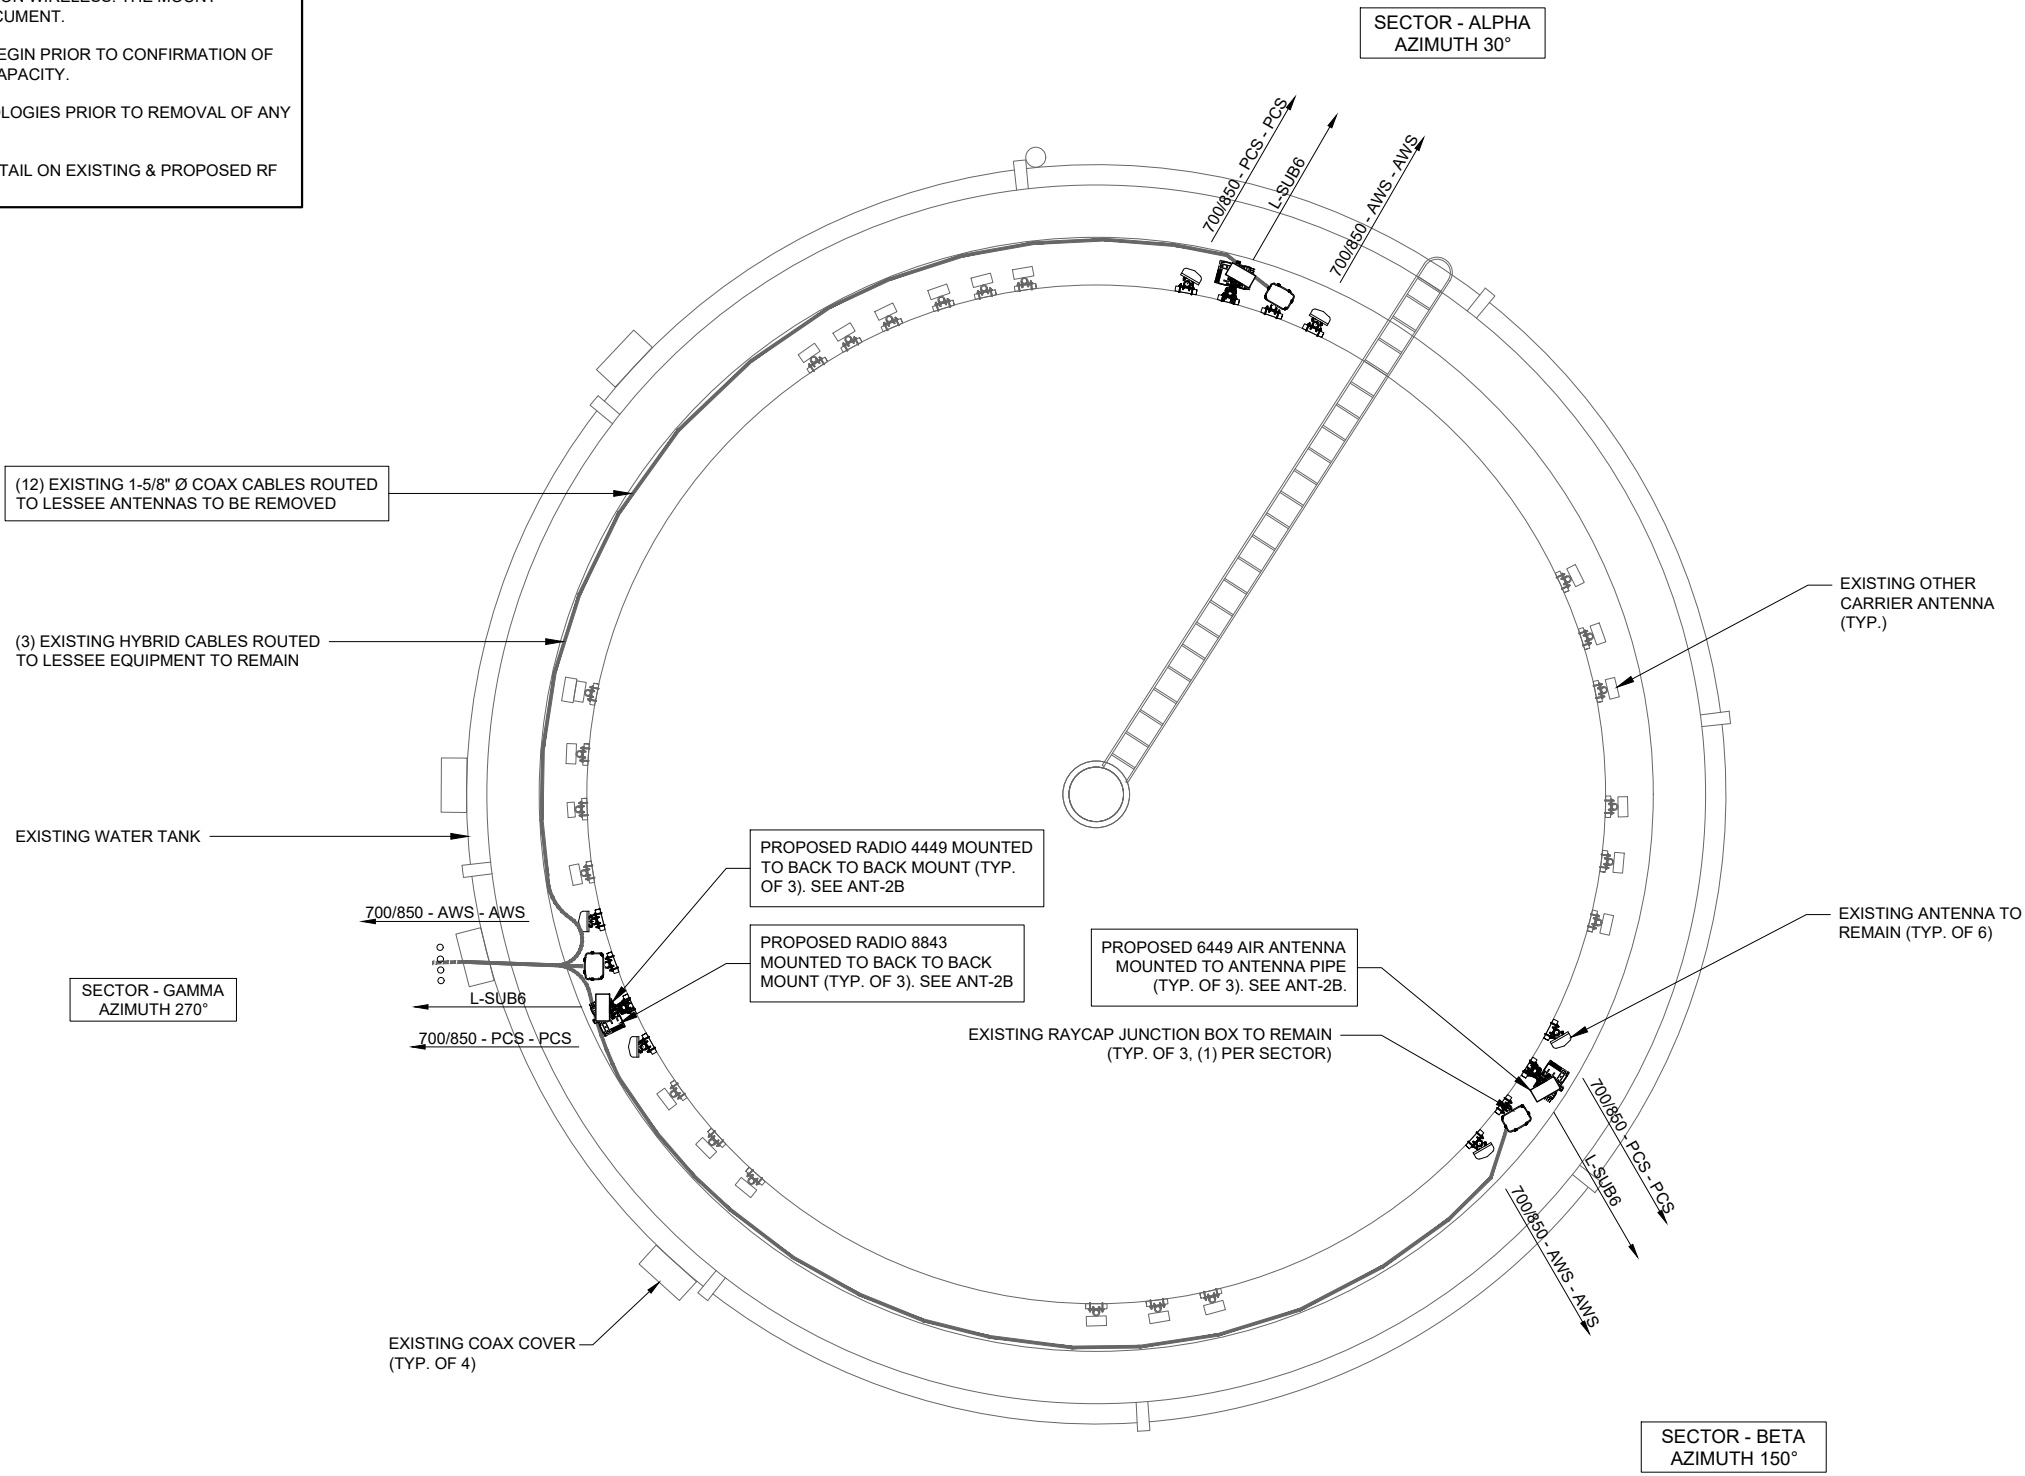 ON WIRELESS. THE MOUNT
CUMENT.
EGIN PRIOR TO CONFIRMATION OF
APACITY.
OLOGIES PRIOR TO REMOVAL OF ANY
TAIL ON EXISTING & PROPOSED RF
SECTOR - ALPHA
AZIMUTH 30°
700/850 - PCS - PCS
L-SUB6
700/850 - AWS - AWS
(12) EXISTING 1-5/8" Ø COAX CABLES ROUTED
TO LESSEE ANTENNAS TO BE REMOVED
(3) EXISTING HYBRID CABLES ROUTED
TO LESSEE EQUIPMENT TO REMAIN
EXISTING OTHER
CARRIER ANTENNA
(TYP.)
EXISTING WATER TANK
PROPOSED RADIO 4449 MOUNTED
TO BACK TO BACK MOUNT (TYP.
OF 3). SEE ANT-2B
700/850 - AWS - AWS
PROPOSED RADIO 8843
MOUNTED TO BACK TO BACK
MOUNT (TYP. OF 3). SEE ANT-2B
PROPOSED 6449 AIR ANTENNA
MOUNTED TO ANTENNA PIPE
(TYP. OF 3). SEE ANT-2B.
EXISTING ANTENNA TO
REMAIN (TYP. OF 6)
SECTOR - GAMMA
AZIMUTH 270°
L-SUB6
700/850 - PCS - PCS
EXISTING RAYCAP JUNCTION BOX TO REMAIN
(TYP. OF 3, (1) PER SECTOR)
700/850 - PCS - PCS
L-SUB6
700/850 - AWS - AWS
EXISTING COAX COVER
(TYP. OF 4)
SECTOR - BETA
AZIMUTH 150°